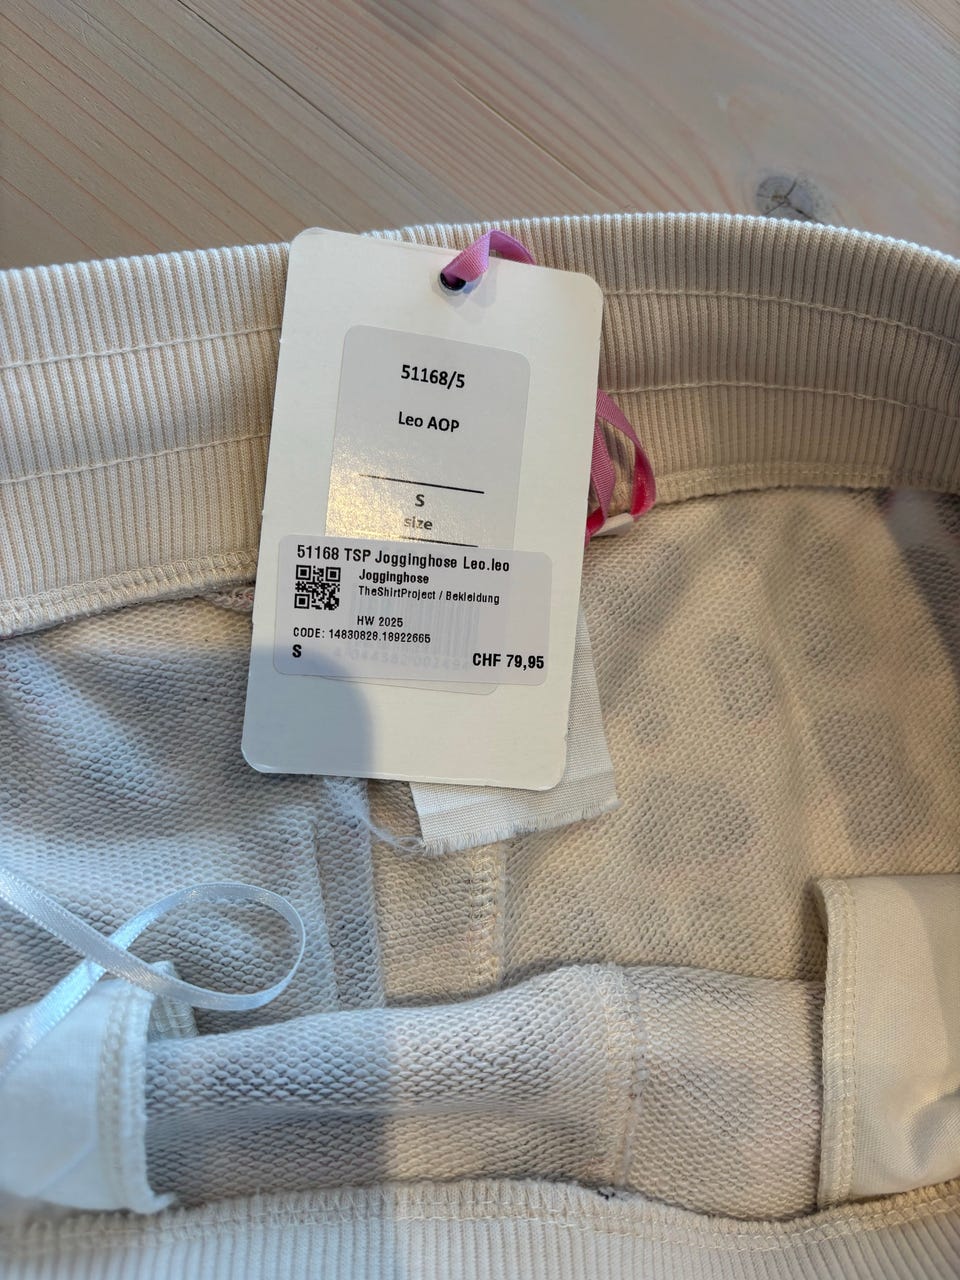 51168/5
Leo AOP
S
size
51168 TSP Jogginghose Leo.leo
Jogginghose
TheShirtProject / Bekleidung
HW 2025
CODE: 14830828.18922665
S
CHF 79,95